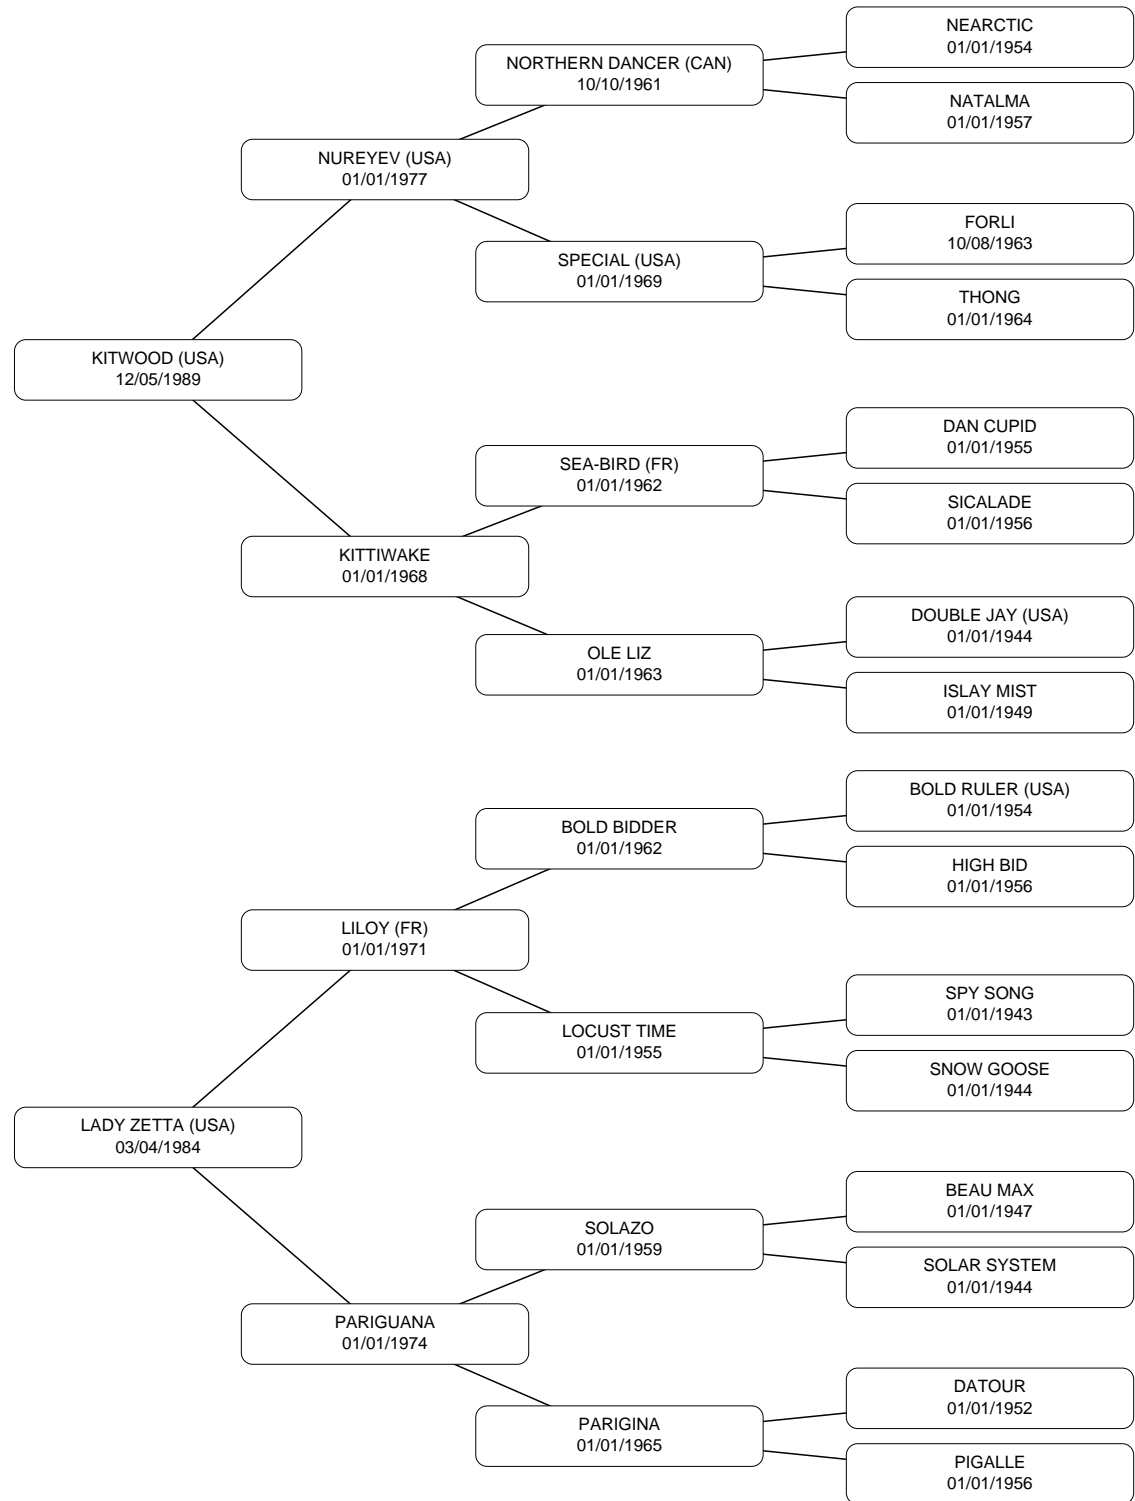 NEARCTIC
01/01/1954
NORTHERN DANCER (CAN)
10/10/1961
NATALMA
01/01/1957
NUREYEV (USA)
01/01/1977
FORLI
10/08/1963
SPECIAL (USA)
01/01/1969
THONG
01/01/1964
KITWOOD (USA)
12/05/1989
DAN CUPID
01/01/1955
SEA-BIRD (FR)
01/01/1962
SICALADE
01/01/1956
KITTIWAKE
01/01/1968
DOUBLE JAY (USA)
01/01/1944
OLE LIZ
01/01/1963
ISLAY MIST
01/01/1949
BOLD RULER (USA)
01/01/1954
BOLD BIDDER
01/01/1962
HIGH BID
01/01/1956
LILOY (FR)
01/01/1971
SPY SONG
01/01/1943
LOCUST TIME
01/01/1955
SNOW GOOSE
01/01/1944
LADY ZETTA (USA)
03/04/1984
BEAU MAX
01/01/1947
SOLAZO
01/01/1959
SOLAR SYSTEM
01/01/1944
PARIGUANA
01/01/1974
DATOUR
01/01/1952
PARIGINA
01/01/1965
PIGALLE
01/01/1956